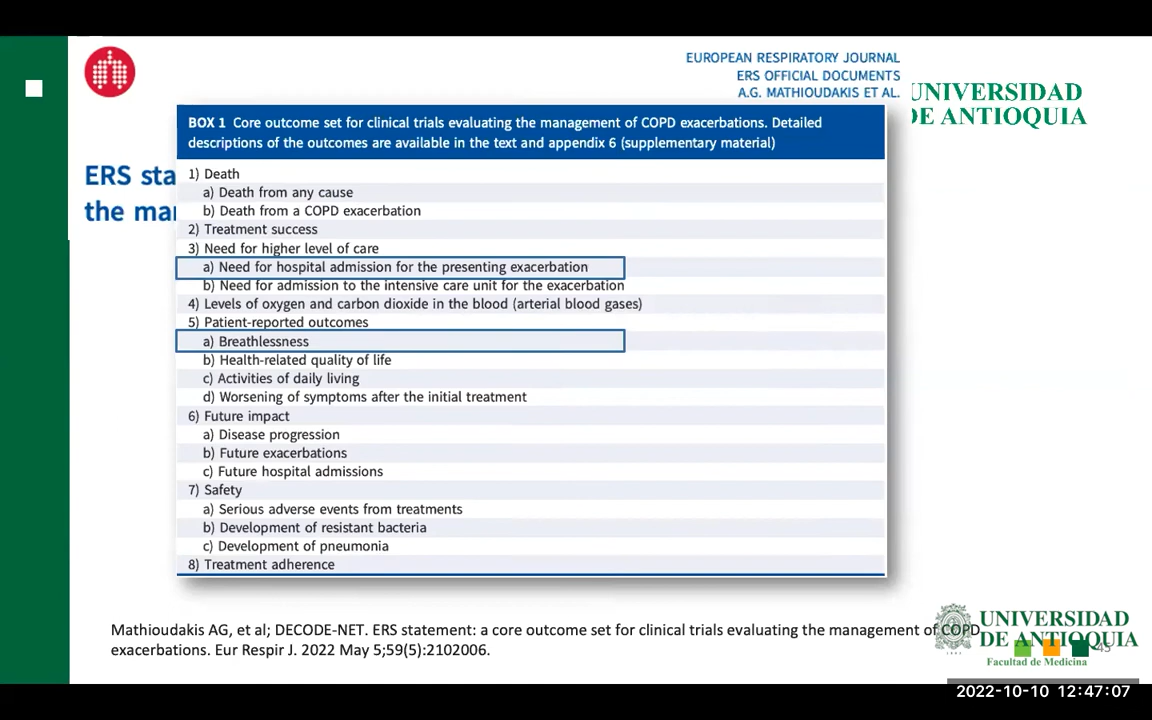 EUROPEAN RESPIRATORY JOURNAL
ERS OFFICIAL DOCUMENTS
A.G. MATHIOUDAKIS ET AL.
UNIVERSIDAD
DE ANTIOQUIA
BOX 1 Core outcome set for clinical trials evaluating the management of COPD exacerbations. Detailed
descriptions of the outcomes are available in the text and appendix 6 (supplementary material)
ERS sta
the mar
1) Death
a) Death from any cause
b) Death from a COPD exacerbation
2) Treatment success
3) Need for higher level of care
a) Need for hospital admission for the presenting exacerbation
b) Need for admission to the intensive care unit for the exacerbation
4) Levels of oxygen and carbon dioxide in the blood (arterial blood gases)
5) Patient-reported outcomes
a) Breathlessness
b) Health-related quality of life
c) Activities of daily living
d) Worsening of symptoms after the initial treatment
6) Future impact
a) Disease progression
b) Future exacerbations
c) Future hospital admissions
7) Safety
a) Serious adverse events from treatments
b) Development of resistant bacteria
c) Development of pneumonia
8) Treatment adherence
Mathioudakis AG, et al; DECODE-NET. ERS statement: a core outcome set for clinical trials evaluating the management of COPD
exacerbations. Eur Respir J. 2022 May 5;59(5):2102006.
UNIVERSIDAD
DE ANTIOQUIA
Facultad de Medicina
45
2022-10-10 12:47:07